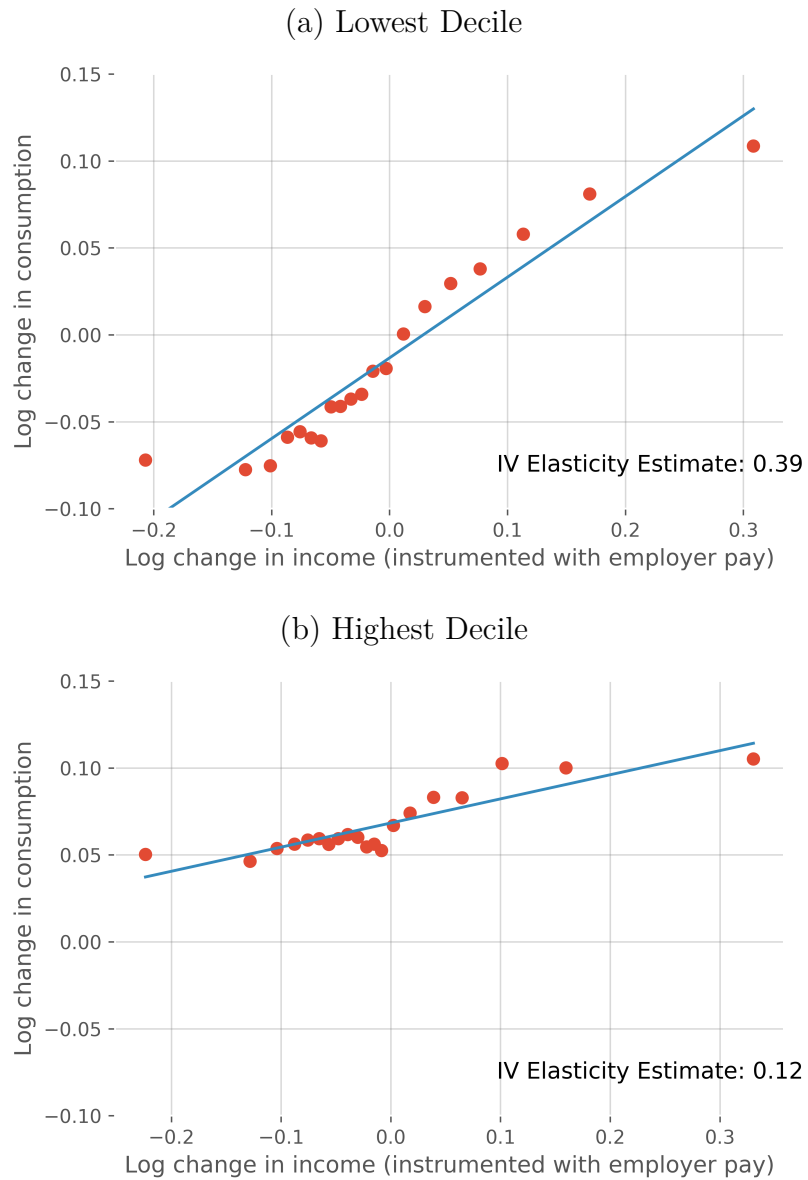 (a) Lowest Decile
0.15
0.10
0.05
0.00
−0.05
−0.10
Log change in consumption
IV Elasticity Estimate: 0.39
−0.2 −0.1 0.0 0.1 0.2 0.3
Log change in income (instrumented with employer pay)
(b) Highest Decile
0.15
0.10
0.05
0.00
−0.05
−0.10
Log change in consumption
IV Elasticity Estimate: 0.12
−0.2 −0.1 0.0 0.1 0.2 0.3
Log change in income (instrumented with employer pay)